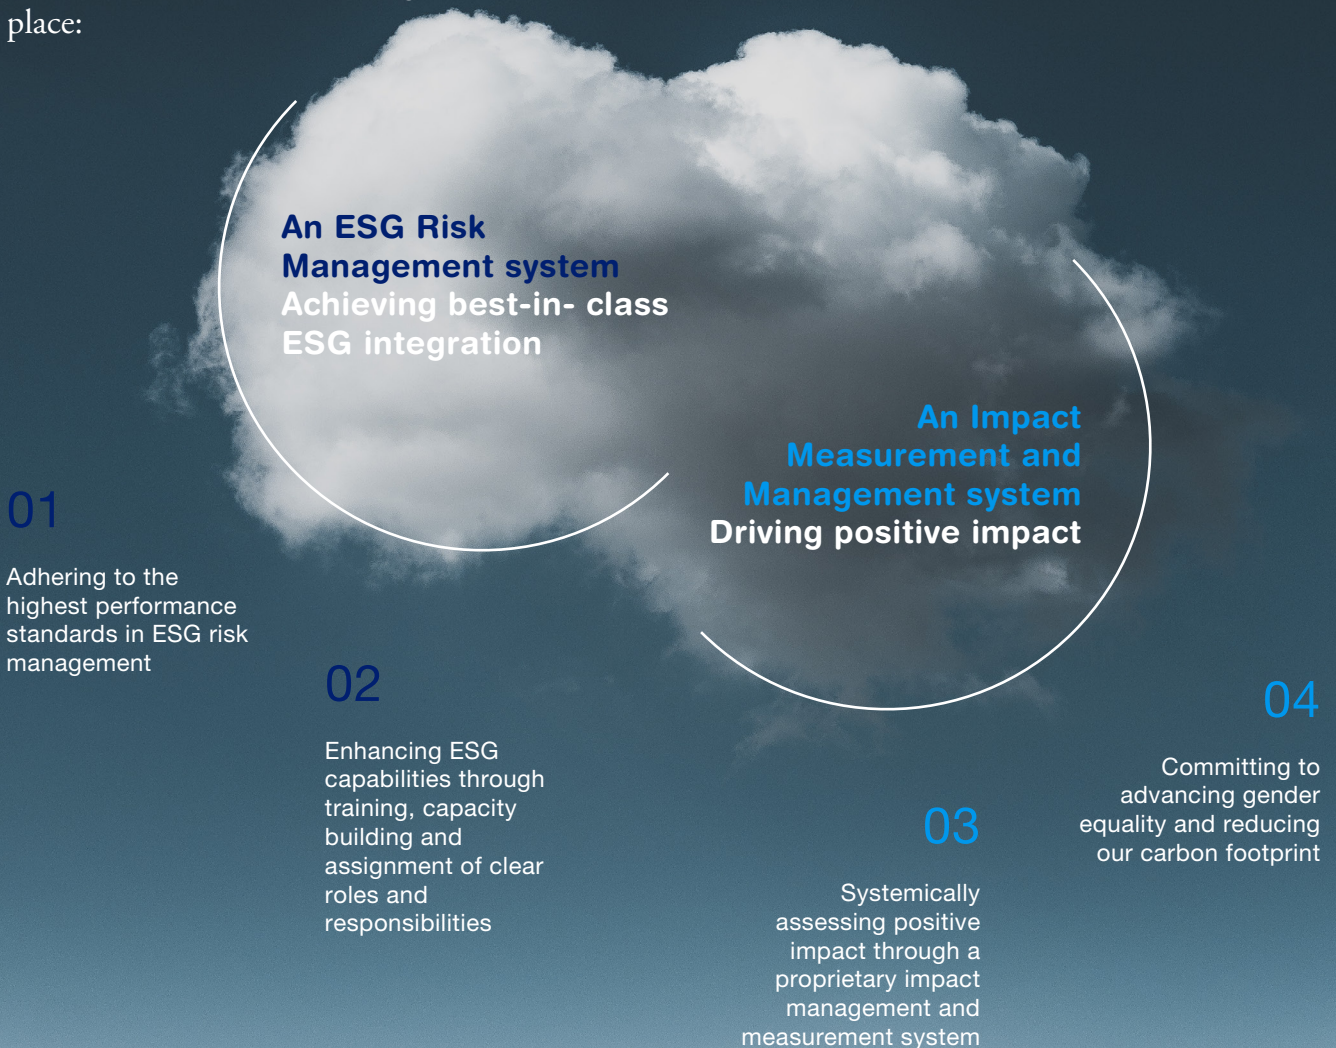 place:
An ESG Risk
Management system
Achieving best-in- class
ESG integration
An Impact
Measurement and
Management system
Driving positive impact
01
Adhering to the
highest performance
standards in ESG risk
management
02
Enhancing ESG
capabilities through
training, capacity
building and
assignment of clear
roles and
responsibilities
03
Systemically
assessing positive
impact through a
proprietary impact
management and
measurement system
04
Committing to
advancing gender
equality and reducing
our carbon footprint